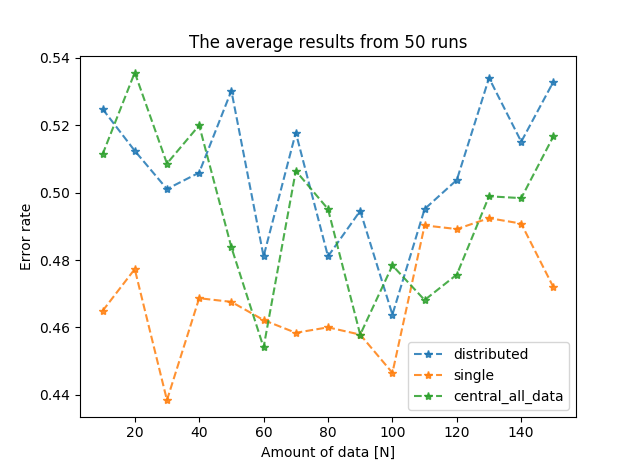 The average results from 50 runs
0.54
0.52
0.50
0.48
0.46
0.44
Error rate
20 40 60 80 100 120 140
Amount of data [N]
distributed
single
central_all_data